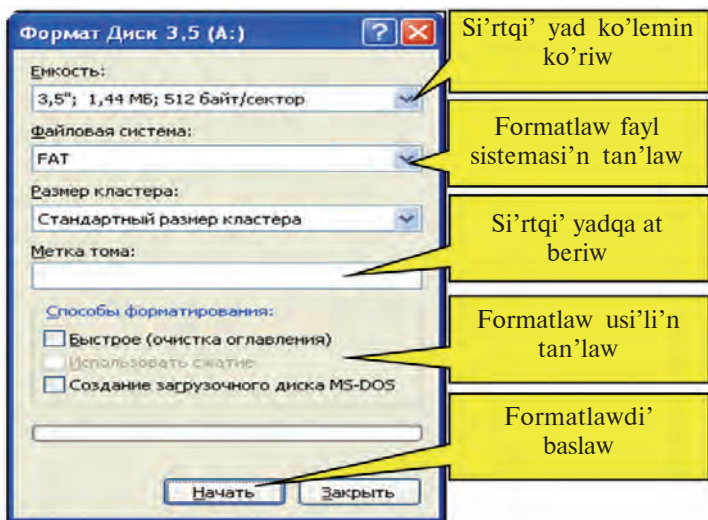 Формат Диск 3,5 (A:)
Емкость:
3,5"; 1,44 МБ; 512 байт/сектор
Файловая система:
FAT
Размер кластера:
Стандартный размер кластера
Метка тома:
Способы форматирования:
Быстрое (очистка оглавления)
Использовать сжатие
Создание загрузочного диска MS-DOS
Начать
Закрыть
Si’rtqi’ yad ko’lemin
ko’riw
Formatlaw fayl
sistemasi’n tan’law
Si’rtqi’ yadqa at
beriw
Formatlaw usi’li’n
tan’law
Formatlawdi’
baslaw